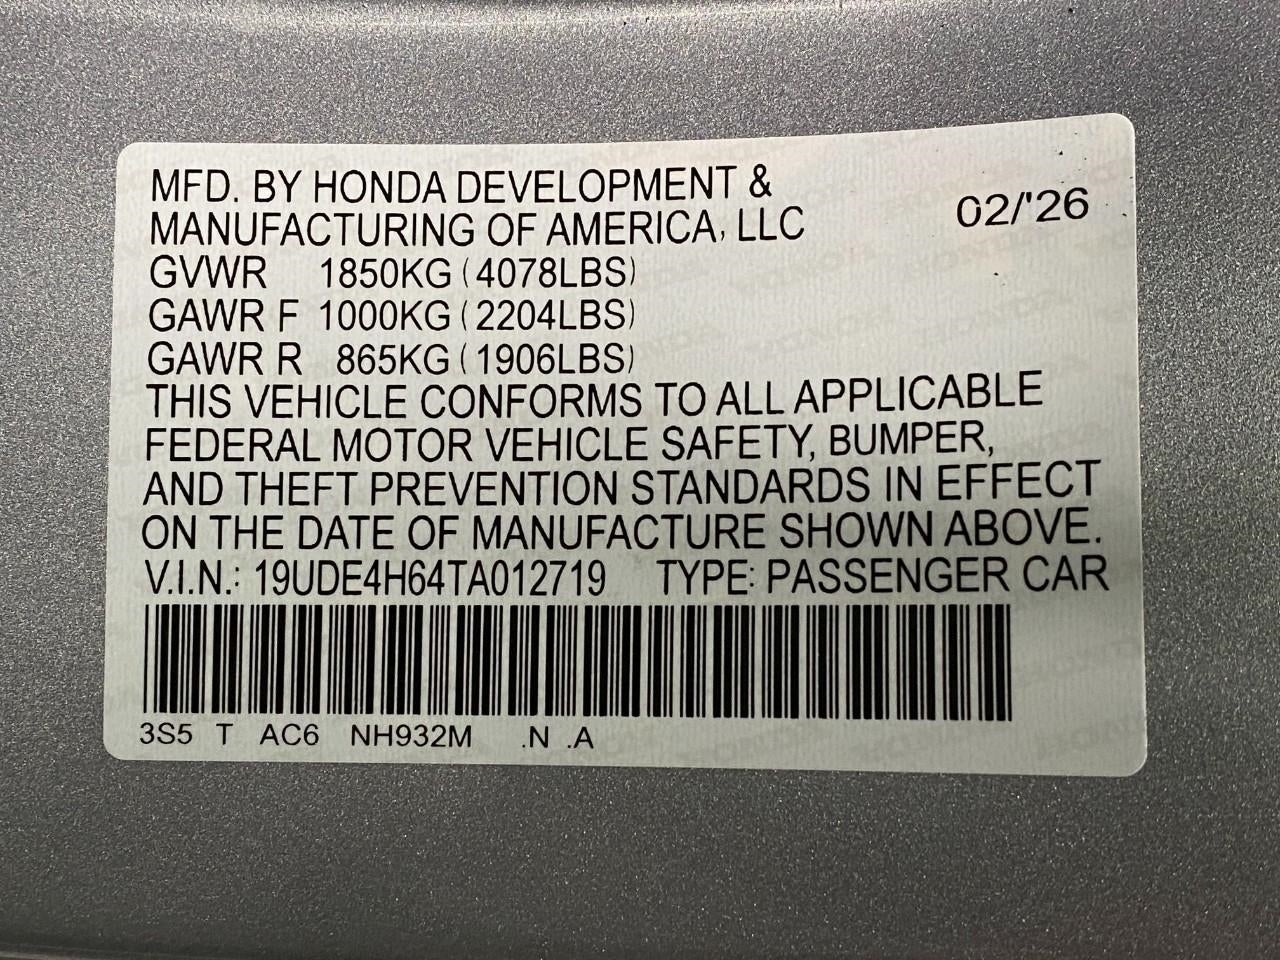 MFD. BY HONDA DEVELOPMENT &
MANUFACTURING OF AMERICA, LLC
02/'26
GVWR 1850KG (4078LBS)
GAWR F 1000KG (2204LBS)
GAWR R 865KG (1906LBS)
THIS VEHICLE CONFORMS TO ALL APPLICABLE
FEDERAL MOTOR VEHICLE SAFETY, BUMPER,
AND THEFT PREVENTION STANDARDS IN EFFECT
ON THE DATE OF MANUFACTURE SHOWN ABOVE.
V.I.N.: 19UDE4H64TA012719 TYPE: PASSENGER CAR
3S5 T AC6 NH932M .N .A